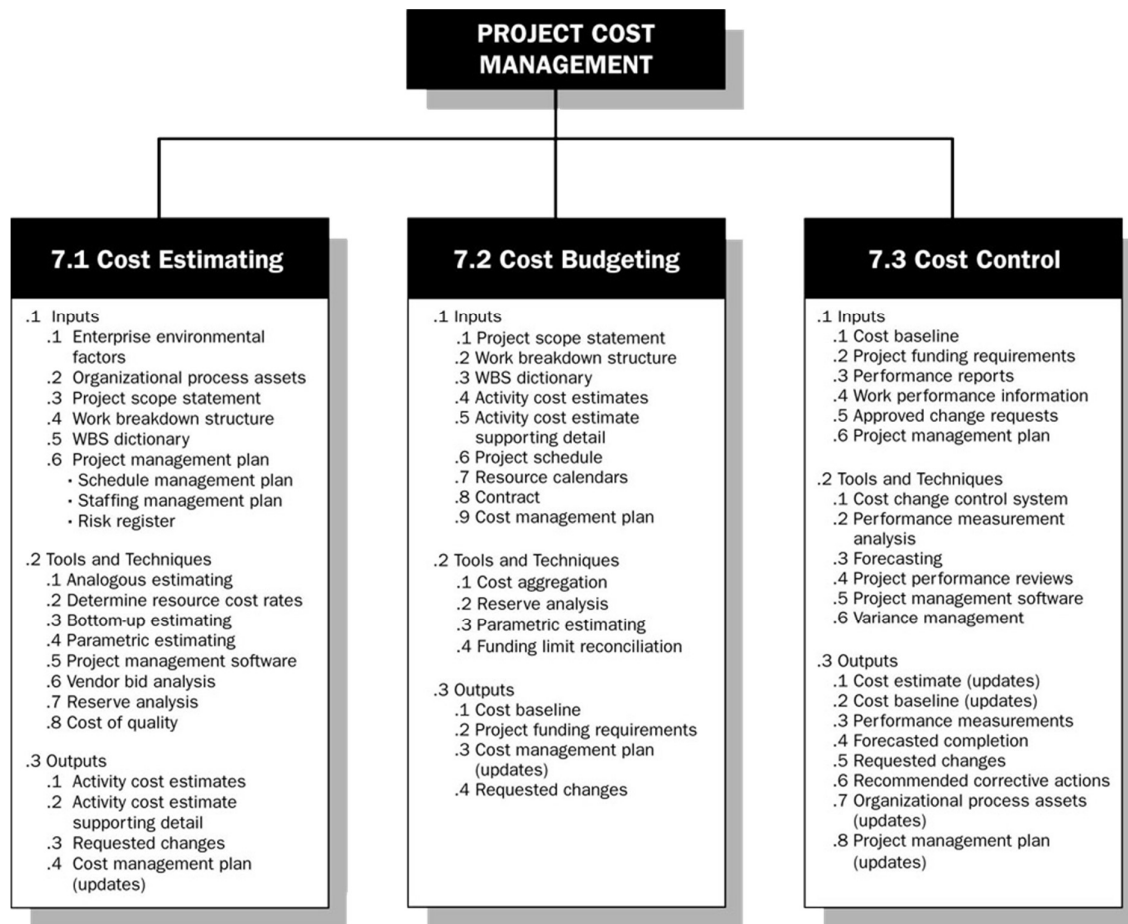 PROJECT COST
MANAGEMENT
7.1 Cost Estimating
.1 Inputs
.1 Enterprise environmental
factors
.2 Organizational process assets
.3 Project scope statement
.4 Work breakdown structure
.5 WBS dictionary
.6 Project management plan
· Schedule management plan
· Staffing management plan
· Risk register
.2 Tools and Techniques
.1 Analogous estimating
.2 Determine resource cost rates
.3 Bottom-up estimating
.4 Parametric estimating
.5 Project management software
.6 Vendor bid analysis
.7 Reserve analysis
.8 Cost of quality
.3 Outputs
.1 Activity cost estimates
.2 Activity cost estimate
supporting detail
.3 Requested changes
.4 Cost management plan
(updates)
7.2 Cost Budgeting
.1 Inputs
.1 Project scope statement
.2 Work breakdown structure
.3 WBS dictionary
.4 Activity cost estimates
.5 Activity cost estimate
supporting detail
.6 Project schedule
.7 Resource calendars
.8 Contract
.9 Cost management plan
.2 Tools and Techniques
.1 Cost aggregation
.2 Reserve analysis
.3 Parametric estimating
.4 Funding limit reconciliation
.3 Outputs
.1 Cost baseline
.2 Project funding requirements
.3 Cost management plan
(updates)
.4 Requested changes
7.3 Cost Control
.1 Inputs
.1 Cost baseline
.2 Project funding requirements
.3 Performance reports
.4 Work performance information
.5 Approved change requests
.6 Project management plan
.2 Tools and Techniques
.1 Cost change control system
.2 Performance measurement
analysis
.3 Forecasting
.4 Project performance reviews
.5 Project management software
.6 Variance management
.3 Outputs
.1 Cost estimate (updates)
.2 Cost baseline (updates)
.3 Performance measurements
.4 Forecasted completion
.5 Requested changes
.6 Recommended corrective actions
.7 Organizational process assets
(updates)
.8 Project management plan
(updates)